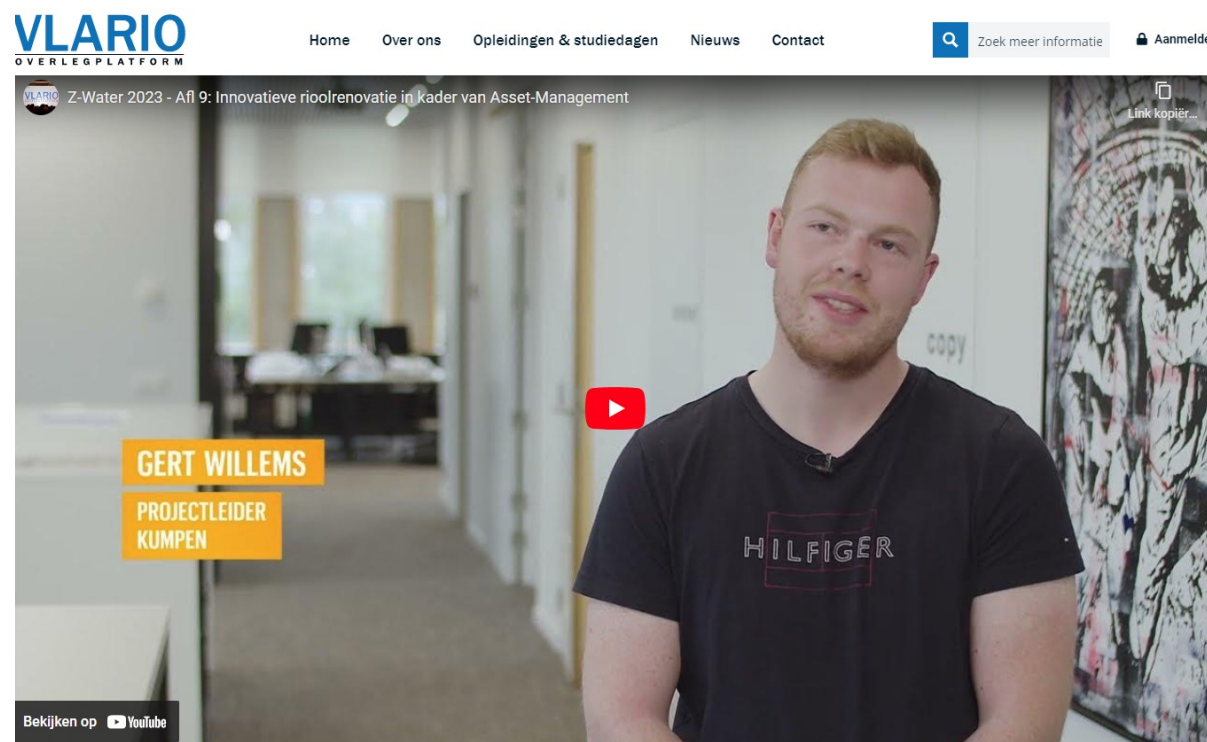 VLARIO
OVERLEGPLATFORM
Home Over ons Opleidingen & studiedagen Nieuws Contact
Zoek meer informatie
Aanmelde
Z-Water 2023 - Afl 9: Innovatieve rioolrenovatie in kader van Asset-Management
Link kopiër...
copy
GERT WILLEMS
PROJECTLEIDER
KUMPEN
HILFIGER
Bekijken op YouTube